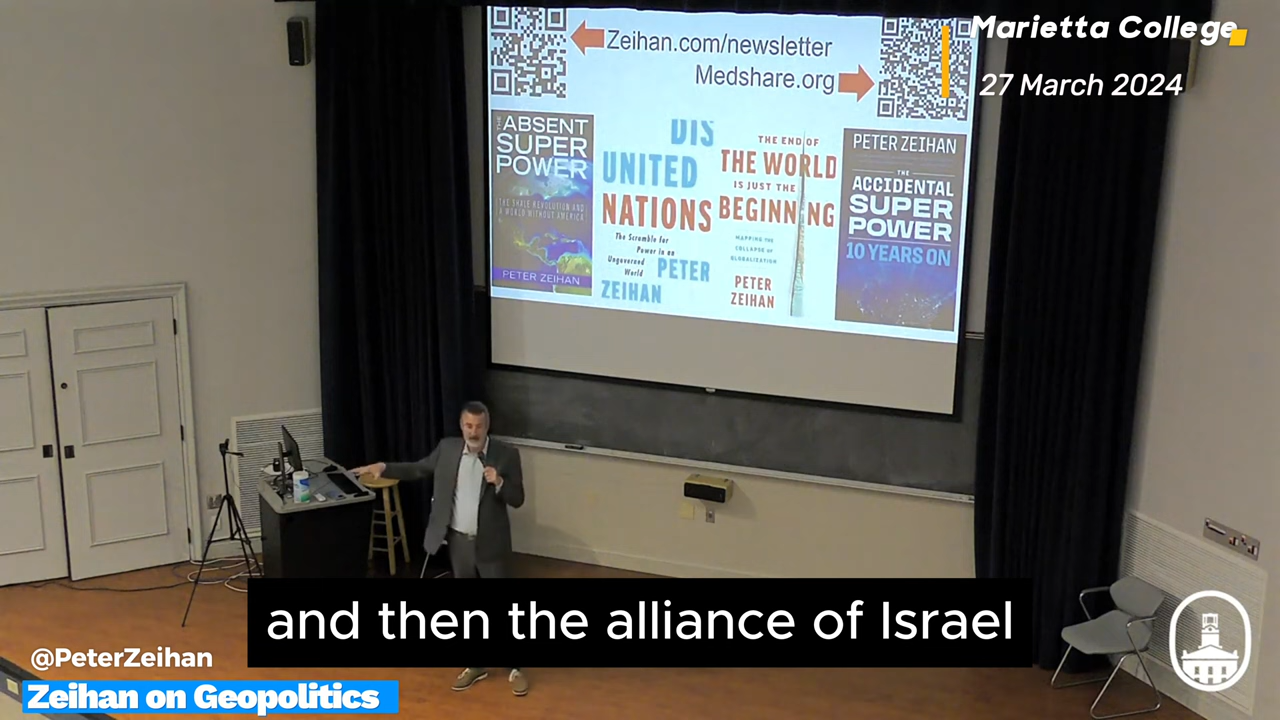 Marietta College
27 March 2024
Zeihan.com/newsletter
Medshare.org
THE
ABSENT
SUPER
POWER
THE SHALE REVOLUTION AND
A WORLD WITHOUT AMERICA
PETER ZEIHAN
DIS
UNITED
NATIONS
The Scramble for
Power in an
Ungoverned
World
PETER
ZEIHAN
THE END OF
THE WORLD
IS JUST THE
BEGINNING
MAPPING THE
COLLAPSE OF
GLOBALIZATION
PETER
ZEIHAN
PETER ZEIHAN
THE
ACCIDENTAL
SUPER
POWER
10 YEARS ON
and then the alliance of Israel
@PeterZeihan
Zeihan on Geopolitics